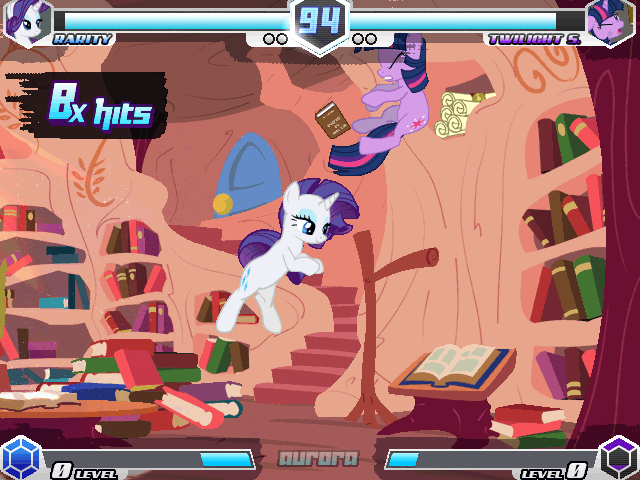 94
RARITY
TWILIGHT S.
8x hits
0 LEVEL
aurora
LEVEL 0